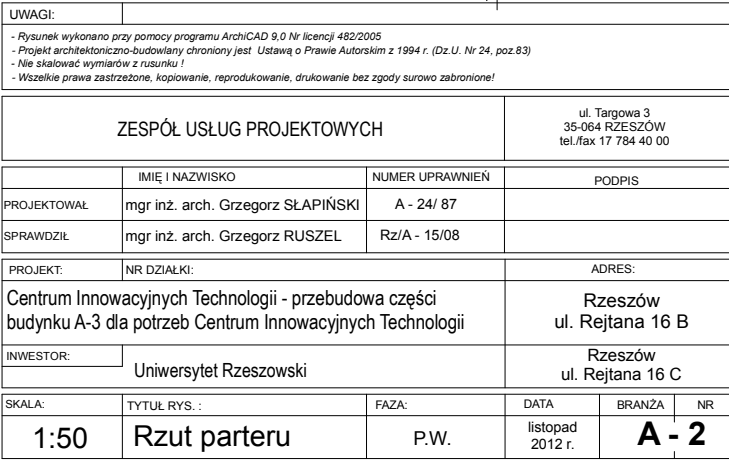 UWAGI:
- Rysunek wykonano przy pomocy programu ArchiCAD 9,0 Nr licencji 482/2005
- Projekt architektoniczno-budowlany chroniony jest Ustawą o Prawie Autorskim z 1994 r. (Dz.U. Nr 24, poz.83)
- Nie skalować wymiarów z rusunku !
- Wszelkie prawa zastrzeżone, kopiowanie, reprodukowanie, drukowanie bez zgody surowo zabronione!
ZESPÓŁ USŁUG PROJEKTOWYCH
ul. Targowa 3
35-064 RZESZÓW
tel./fax 17 784 40 00
IMIĘ I NAZWISKO NUMER UPRAWNIEŃ PODPIS
PROJEKTOWAŁ mgr inż. arch. Grzegorz SŁAPIŃSKI A - 24/ 87
SPRAWDZIŁ mgr inż. arch. Grzegorz RUSZEL Rz/A - 15/08
PROJEKT: NR DZIAŁKI: ADRES:
Centrum Innowacyjnych Technologii - przebudowa części
budynku A-3 dla potrzeb Centrum Innowacyjnych Technologii
Rzeszów
ul. Rejtana 16 B
INWESTOR:
Uniwersytet Rzeszowski
Rzeszów
ul. Rejtana 16 C
SKALA: TYTUŁ RYS. : FAZA: DATA BRANŻA NR
1:50 Rzut parteru P.W. listopad
2012 r.
A - 2